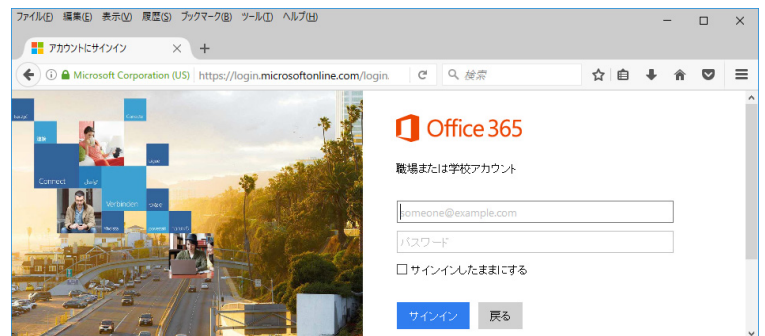 ファイル(F) 編集(E) 表示(V) 履歴(S) ブックマーク(B) ツール(T) ヘルプ(H)
アカウントにサインイン
Microsoft Corporation (US) https://login.microsoftonline.com/login.
検索
Office 365
職場または学校アカウント
Connect
Verbinden
someone@example.com
パスワード
サインインしたままにする
サインイン 戻る